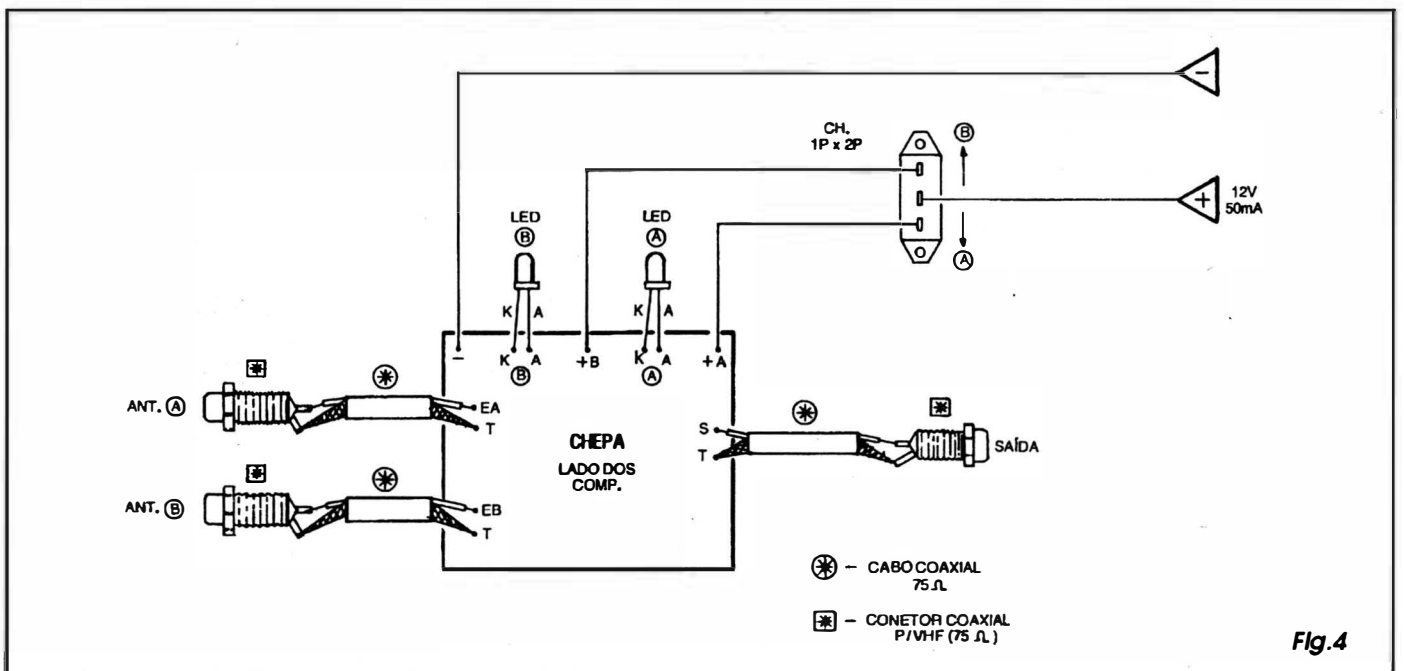 −
CH.
1P x 2P
B
+
12V
50mA
A
LED
B
LED
A
K A
K A
−
K A
+B
K A
+A
B
A
ANT. A
EA
T
ANT. B
EB
T
CHEPA
LADO DOS
COMP.
S
T
SAÍDA
− CABO COAXIAL
75Ω
− CONETOR COAXIAL
P/VHF (75 Ω)
Fig.4